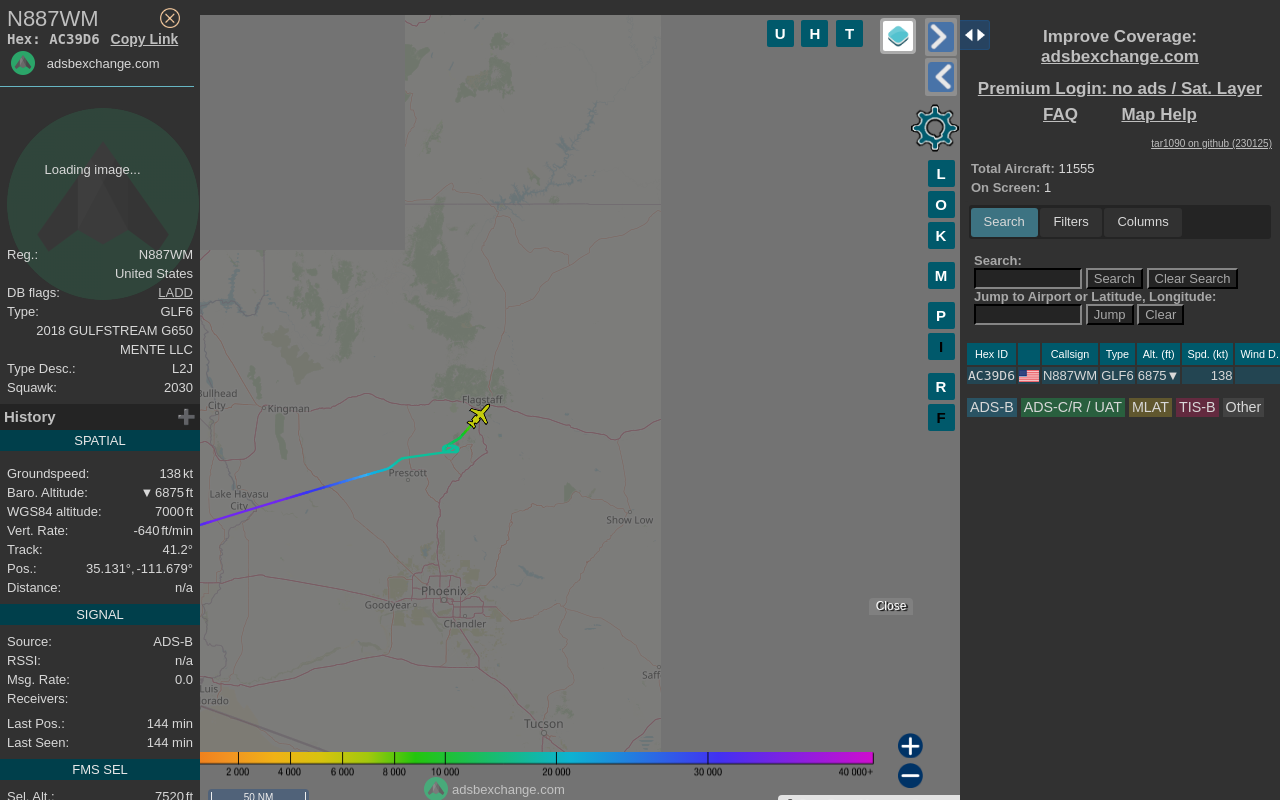 N887WM
Hex: AC39D6 Copy Link
adsbexchange.com
Loading image...
Reg.: N887WM
United States
DB flags: LADD
Type: GLF6
2018 GULFSTREAM G650
MENTE LLC
Type Desc.: L2J
Squawk: 2030
History
SPATIAL
Groundspeed: 138 kt
Baro. Altitude: ▼ 6875 ft
WGS84 altitude: 7000 ft
Vert. Rate: -640 ft/min
Track: 41.2°
Pos.: 35.131°, -111.679°
Distance: n/a
SIGNAL
Source: ADS-B
RSSI: n/a
Msg. Rate: 0.0
Receivers:
Last Pos.: 144 min
Last Seen: 144 min
FMS SEL
Sel. Alt.: 7520 ft
U H T
L
O
K
M
P
I
R
F
Bullhead City
Kingman
Flagstaff
Prescott
Lake Havasu City
Show Low
Phoenix
Goodyear
Chandler
Tucson
Close
2 000 4 000 6 000 8 000 10 000 20 000 30 000 40 000+
adsbexchange.com
50 NM
Improve Coverage:
adsbexchange.com
Premium Login: no ads / Sat. Layer
FAQ Map Help
tar1090 on github (230125)
Total Aircraft: 11555
On Screen: 1
Search Filters Columns
Search:
Search Clear Search
Jump to Airport or Latitude, Longitude:
Jump Clear
Hex ID Callsign Type Alt. (ft) Spd. (kt) Wind D.
AC39D6 N887WM GLF6 6875▼ 138
ADS-B ADS-C/R / UAT MLAT TIS-B Other